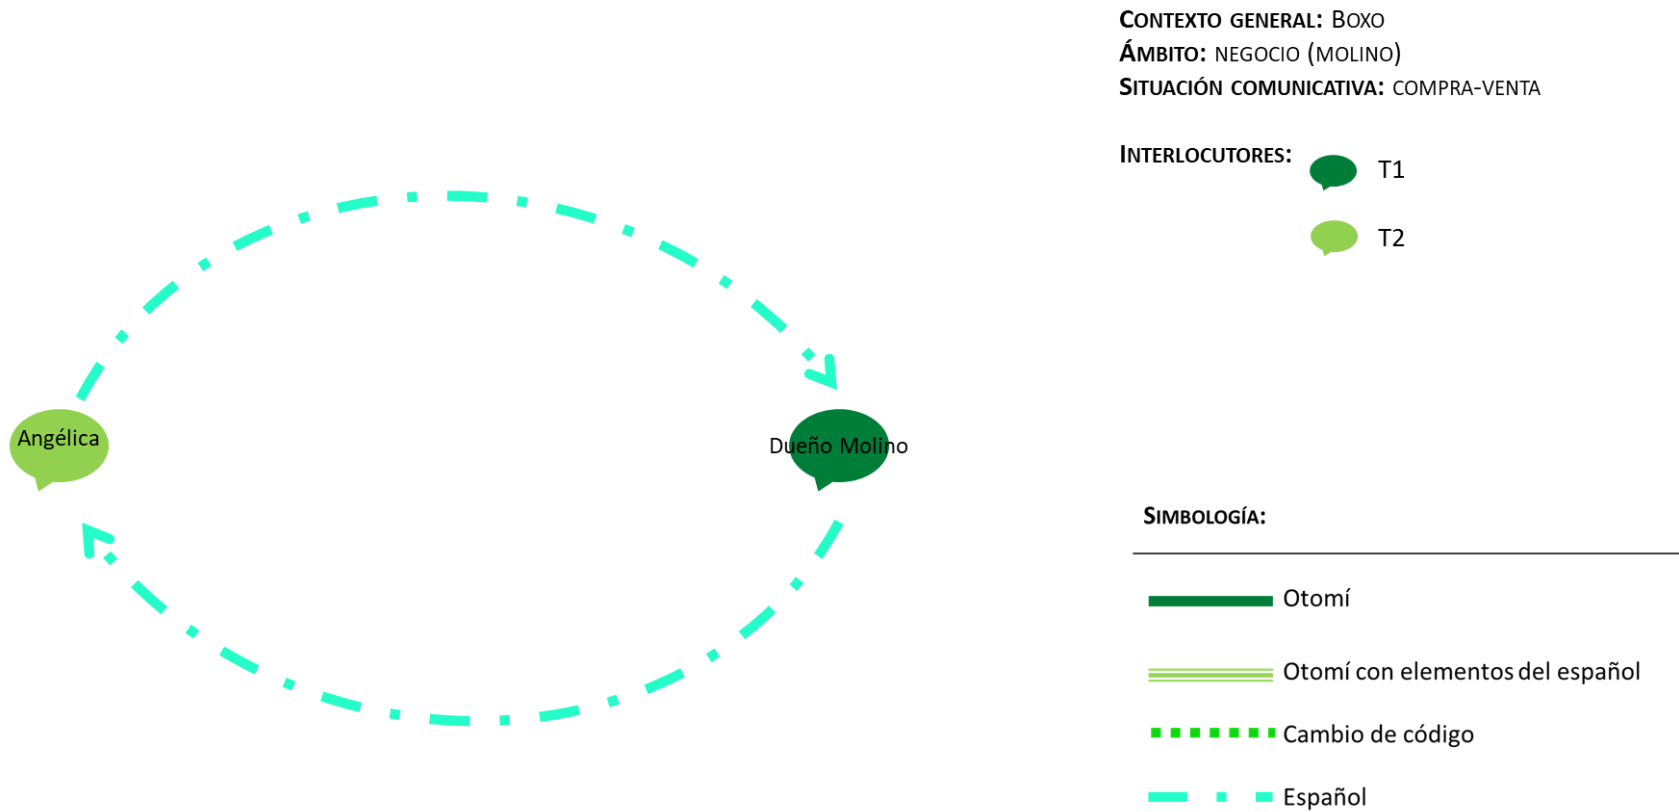 CONTEXTO GENERAL: BOXO
ÁMBITO: NEGOCIO (MOLINO)
SITUACIÓN COMUNICATIVA: COMPRA-VENTA
INTERLOCUTORES:
T1
T2
Angélica
Dueño Molino
SIMBOLOGÍA:
Otomí
Otomí con elementos del español
Cambio de código
Español